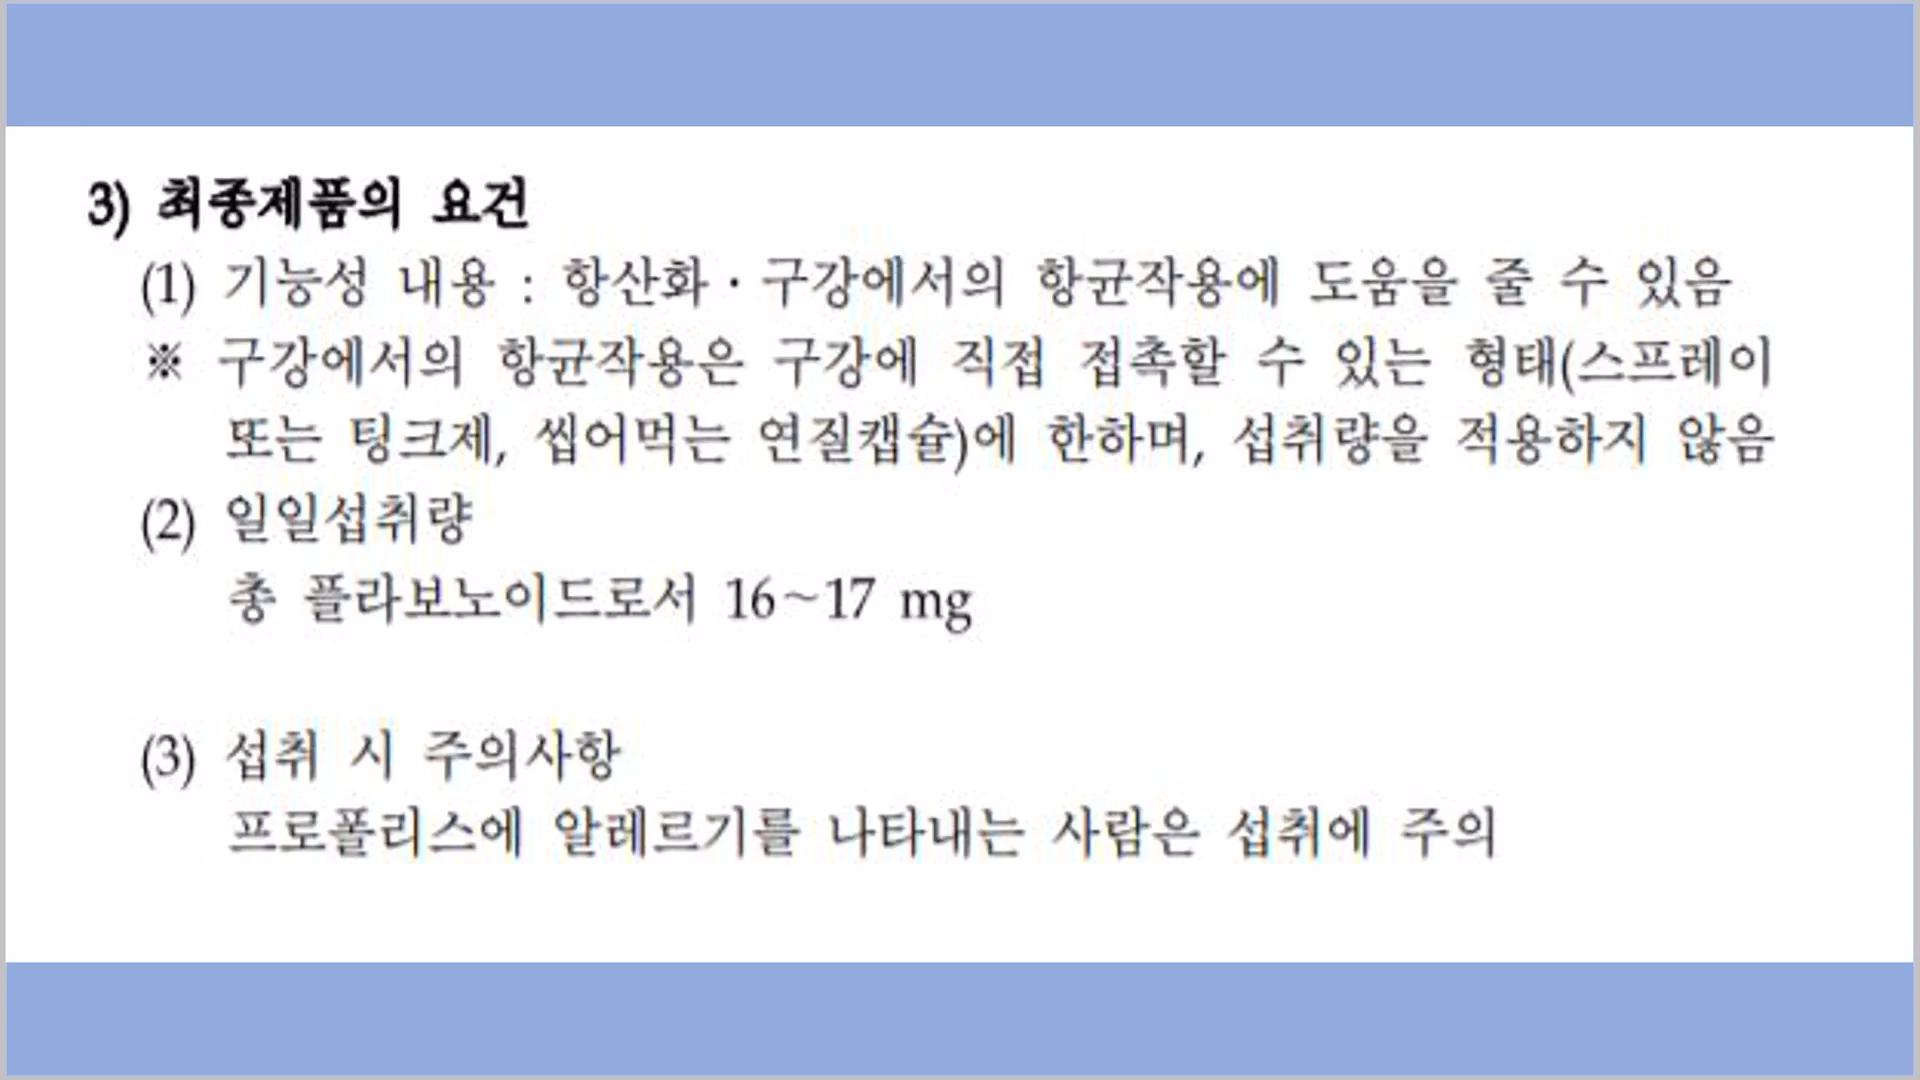 3) 최종제품의 요건
(1) 기능성 내용 : 항산화·구강에서의 항균작용에 도움을 줄 수 있음
※ 구강에서의 항균작용은 구강에 직접 접촉할 수 있는 형태(스프레이
또는 팅크제, 씹어먹는 연질캡슐)에 한하며, 섭취량을 적용하지 않음
(2) 일일섭취량
총 플라보노이드로서 16~17 mg
(3) 섭취 시 주의사항
프로폴리스에 알레르기를 나타내는 사람은 섭취에 주의